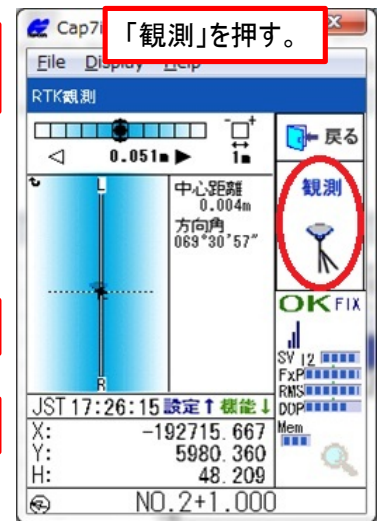 Cap7i
「観測」を押す。
File Display Help
RTK観測
0.051m
1m
戻る
中心距離
0.004m
方向角
069°30'57"
観測
L
R
OK FIX
SV 12
FxP
RMS
DOP
Mem
JST 17:26:15 設定↑ 機能↓
X: -192715.667
Y: 5980.360
H: 48.209
NO.2+1.000